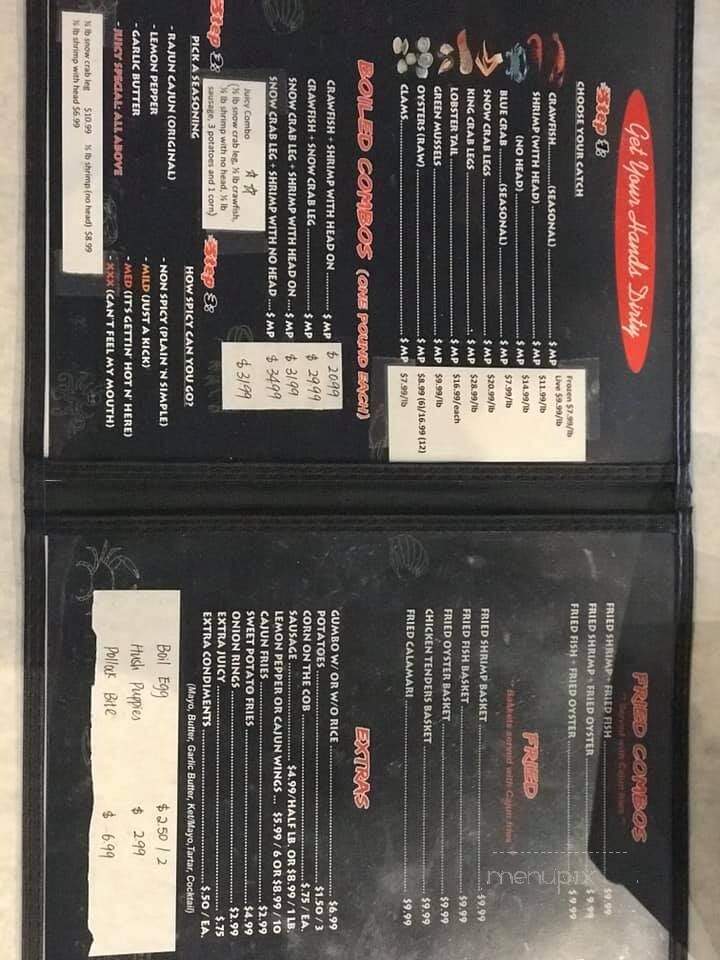 Get Your Hands Dirty
Step 1:
CHOOSE YOUR CATCH
CRAWFISH (SEASONAL) $ MP
SHRIMP (WITH HEAD) $ MP
(NO HEAD) $ MP
BLUE CRAB (SEASONAL) $ MP
SNOW CRAB LEGS $ MP
KING CRAB LEGS $ MP
LOBSTER TAIL $ MP
GREEN MUSSELS $ MP
OYSTERS (RAW) $ MP
CLAMS $ MP
Frozen $7.99/lb
Live $9.99/lb
$11.99/lb
$14.99/lb
$7.99/lb
$20.99/lb
$28.99/lb
$16.99/each
$9.99/lb
$8.99 (6)/16.99 (12)
$7.99/lb
BOILED COMBOS (ONE POUND EACH)
CRAWFISH + SHRIMP WITH HEAD ON $ MP $ 20.99
CRAWFISH + SNOW CRAB LEG $ MP $ 29.99
SNOW CRAB LEG + SHRIMP WITH HEAD ON $ MP $ 31.99
SNOW CRAB LEG + SHRIMP WITH NO HEAD $ MP $ 34.99
$ 31.99
Juicy Combo
(½ lb snow crab leg, ½ lb crawfish,
½ lb shrimp with no head, ½ lb
sausage, 3 potatoes and 1 corn)
Step 2:
PICK A SEASONING
- RAJUN CAJUN (ORIGINAL)
- LEMON PEPPER
- GARLIC BUTTER
- JUICY SPECIAL: ALL ABOVE
Step 3:
HOW SPICY CAN YOU GO?
- NON SPICY (PLAIN 'N SIMPLE)
- MILD (JUST A KICK)
- MED (IT'S GETTIN' HOT N' HERE)
- XXX (CAN'T FEEL MY MOUTH)
½ lb snow crab leg $10.99 ½ lb shrimp (no head) $8.99
½ lb shrimp with head $6.99
FRIED COMBOS
FRIED SHRIMP + FRIED FISH $9.99
FRIED SHRIMP + FRIED OYSTER $9.99
FRIED FISH + FRIED OYSTER $9.99
FRIED
Baskets served with Cajun Fries
FRIED SHRIMP BASKET $9.99
FRIED FISH BASKET $9.99
FRIED OYSTER BASKET $9.99
CHICKEN TENDERS BASKET $9.99
FRIED CALAMARI $9.99
menupix
EXTRAS
GUMBO W/ OR W/O RICE $6.99
POTATOES $1.50 / 3
CORN ON THE COB $.75 / EA.
SAUSAGE $4.99/HALF LB. OR $8.99 / 1 LB.
LEMON PEPPER OR CAJUN WINGS $5.99 / 6 OR $8.99 / 10
CAJUN FRIES $2.99
SWEET POTATO FRIES $4.99
ONION RINGS $2.99
EXTRA JUICY $.75
EXTRA CONDIMENTS $.50 / EA.
(Mayo, Butter, Garlic Butter, Ket/Mayo, Tartar, Cocktail)
Boil Egg $ 2.50 / 2
Hush Puppies $ 2.99
Pollock Bite $ 6.99